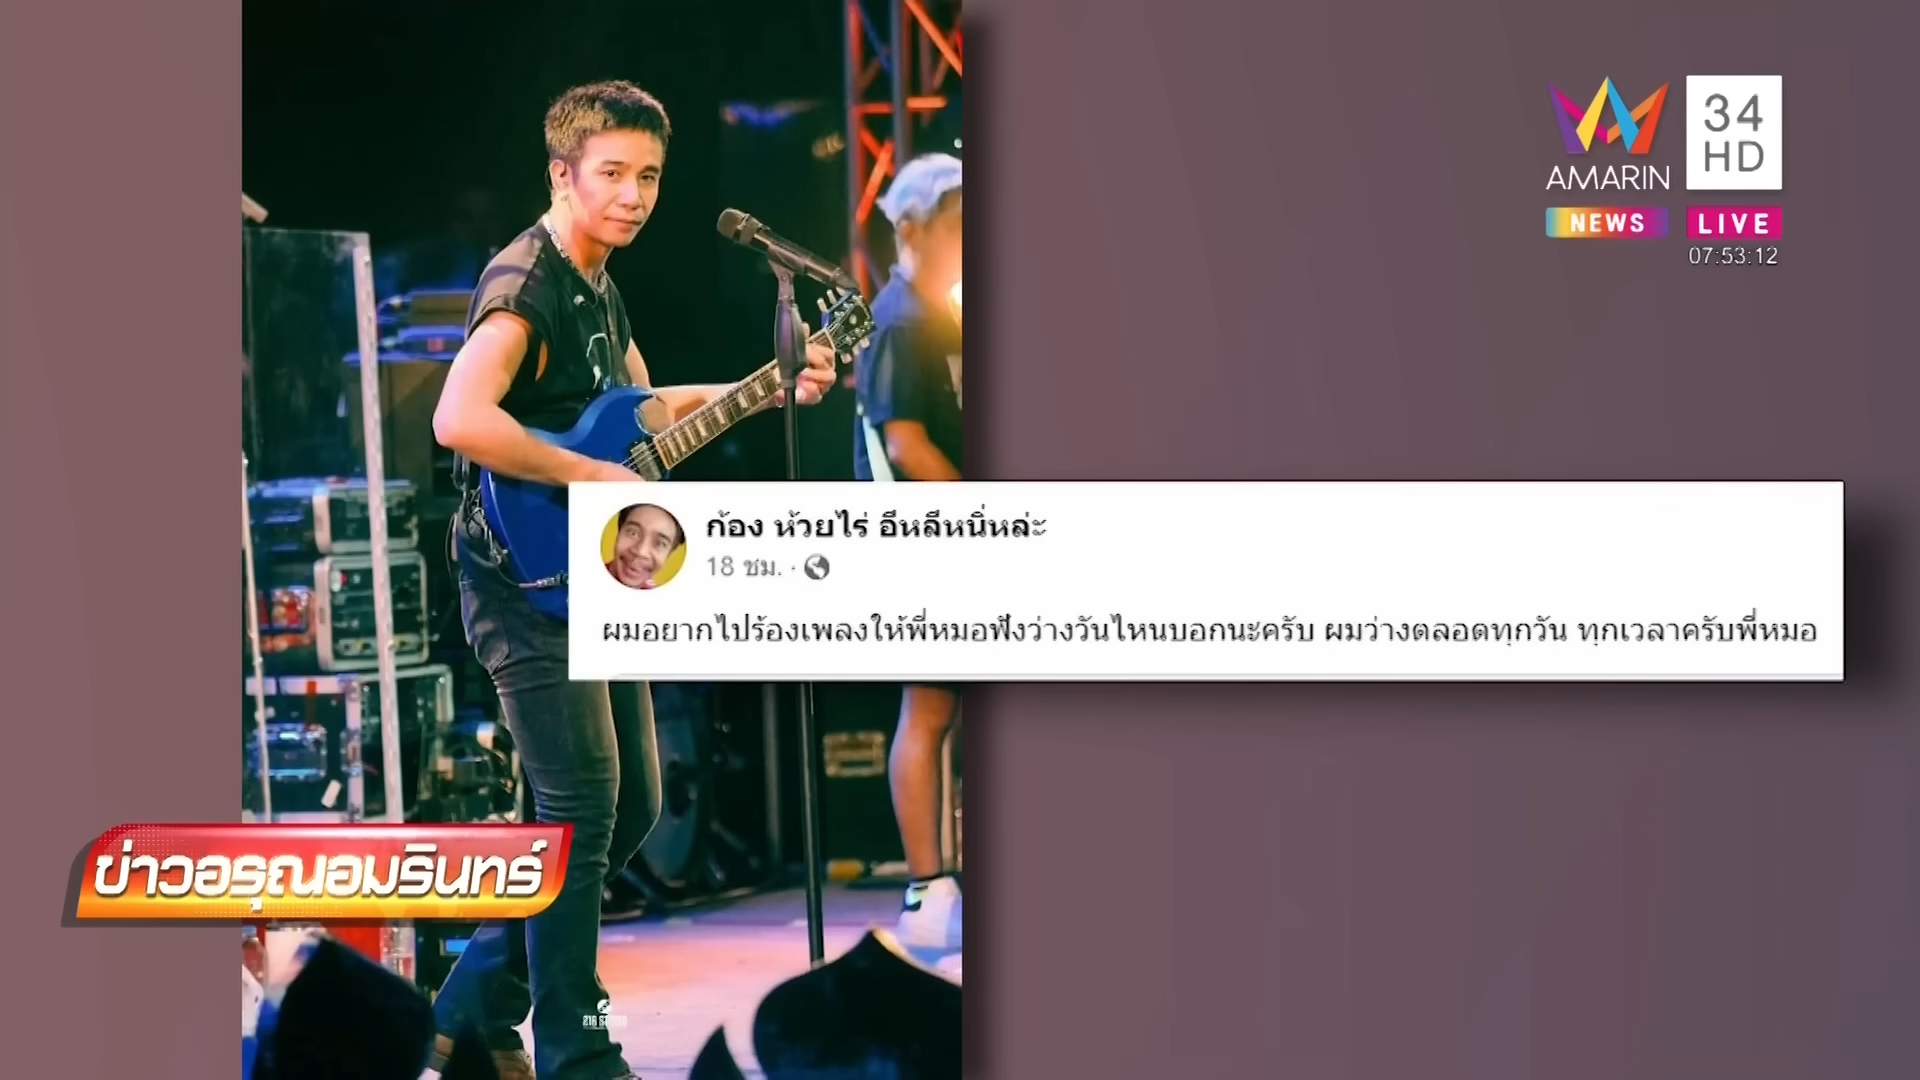 AMARIN
34
HD
NEWS
LIVE
07:53:12
ก้อง ห้วยไร่ อีหลีหนิ่หล่ะ
18 ชม. ·
ผมอยากไปร้องเพลงให้พี่หมอฟังว่างวันไหนบอกนะครับ ผมว่างตลอดทุกวัน ทุกเวลาครับพี่หมอ
ข่าวอรุณอมรินทร์